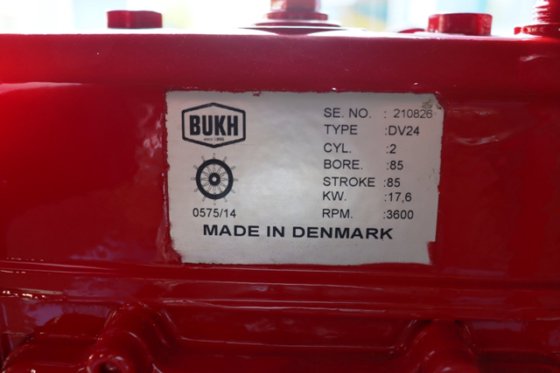 BUKH
SE. NO. : 210826
TYPE :DV24
CYL. :2
BORE. :85
STROKE :85
KW. :17,6
0575/14
RPM. :3600
MADE IN DENMARK